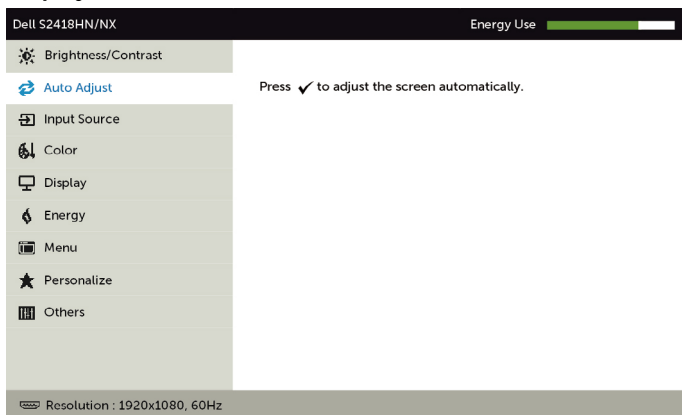 Dell S2418HN/NX
Energy Use
Brightness/Contrast
Auto Adjust
Press ✓ to adjust the screen automatically.
Input Source
Color
Display
Energy
Menu
Personalize
Others
Resolution : 1920x1080, 60Hz